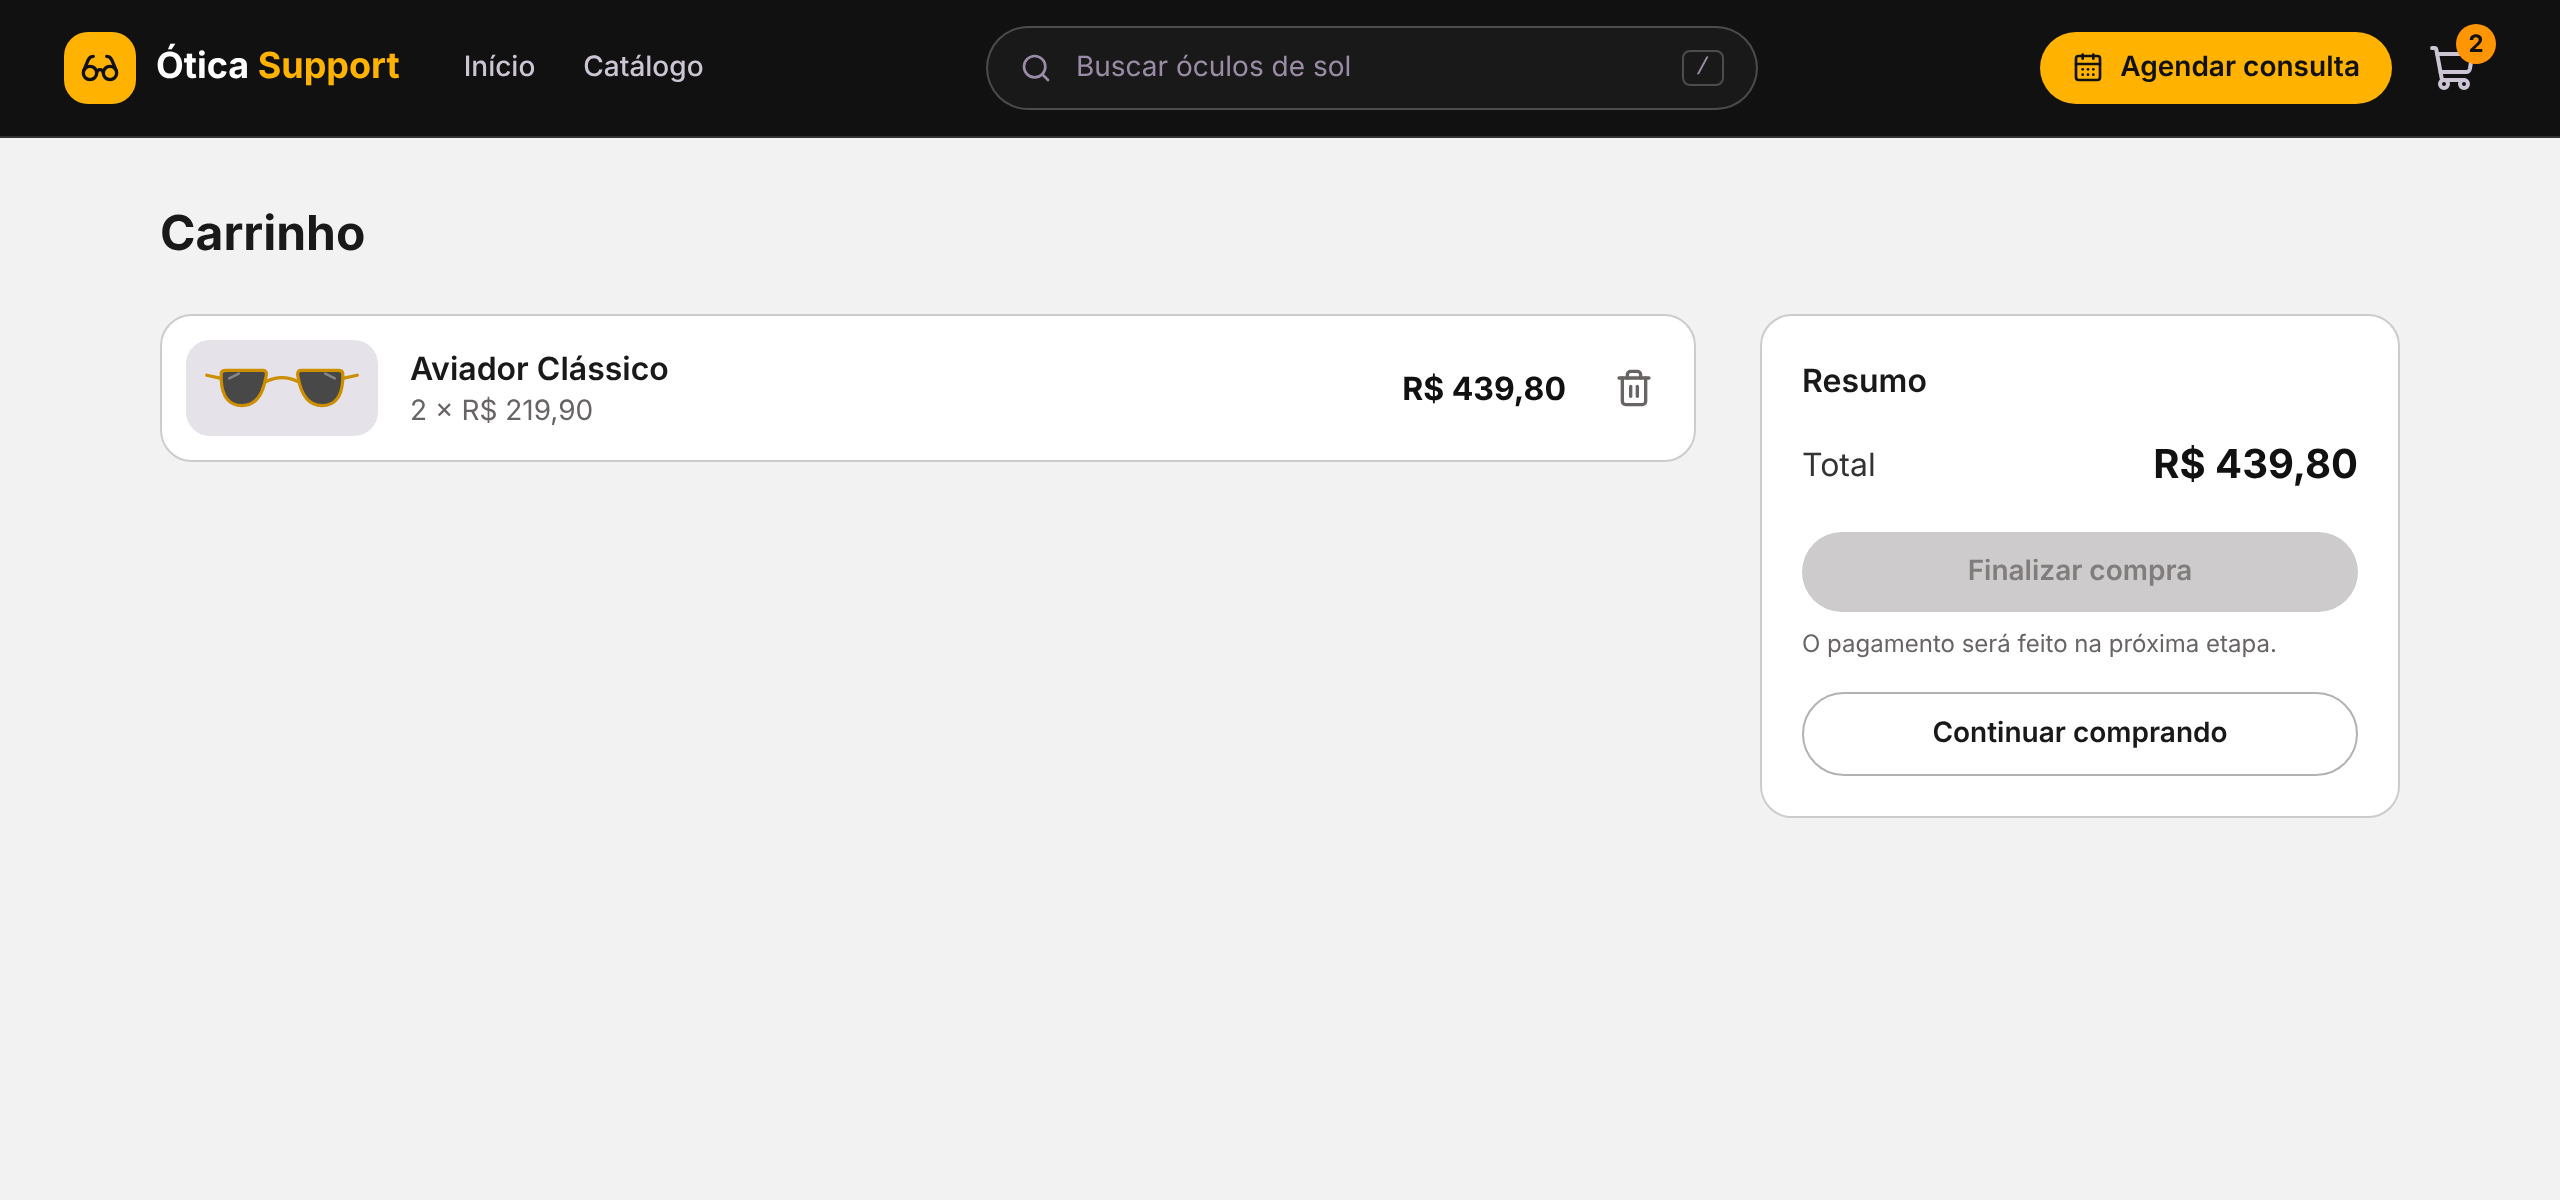 Ótica Support
Início
Catálogo
Buscar óculos de sol
/
Agendar consulta
2
Carrinho
Aviador Clássico
2 × R$ 219,90
R$ 439,80
Resumo
Total
R$ 439,80
Finalizar compra
O pagamento será feito na próxima etapa.
Continuar comprando